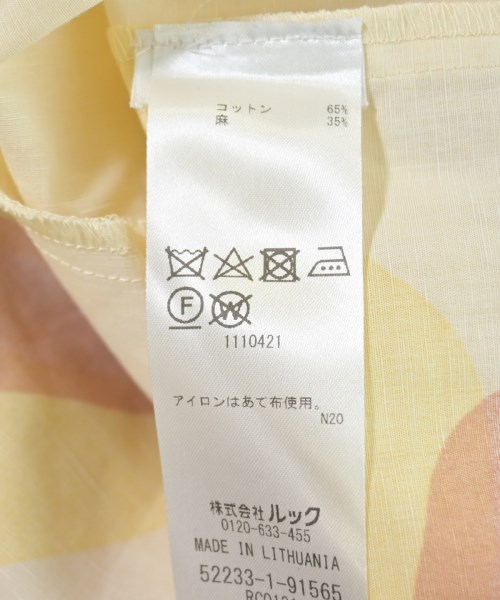 コットン 65%
麻 35%
F W
1110421
アイロンはあて布使用。
N20
株式会社 ルック
0120-633-455
MADE IN LITHUANIA
52233-1-91565